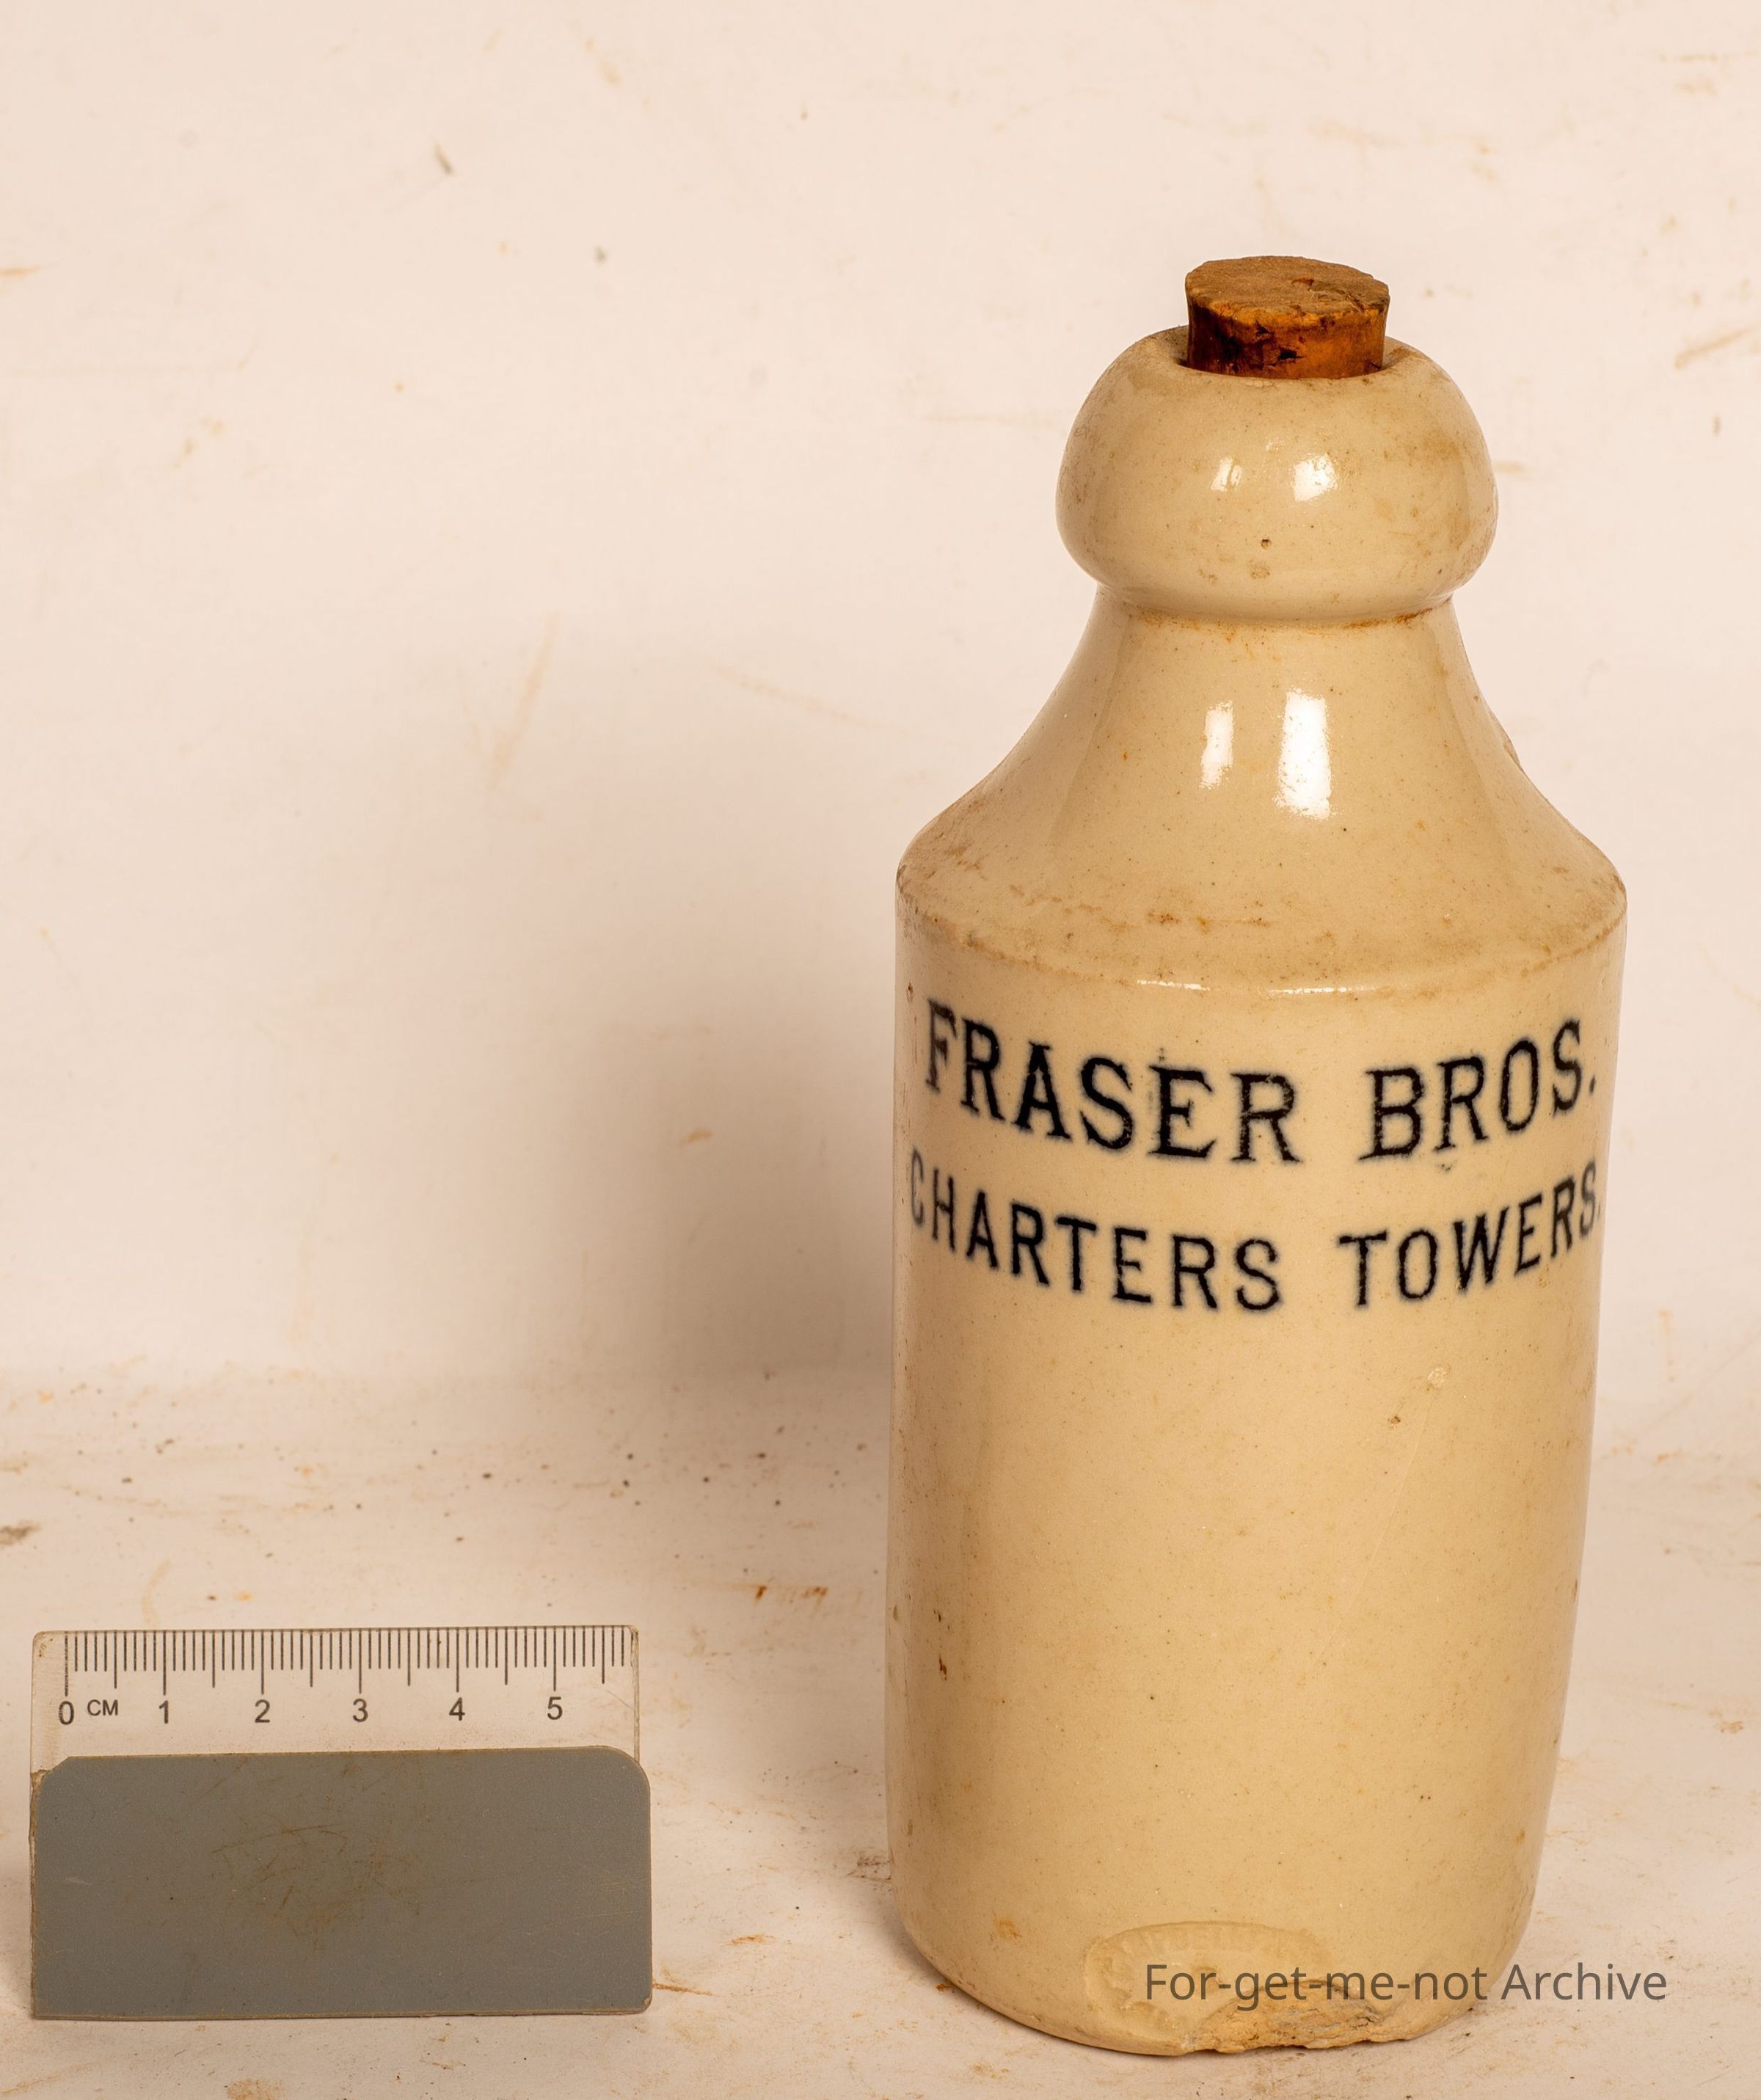 FRASER BROS.
CHARTERS TOWERS.
0 CM 1 2 3 4 5
For-get-me-not Archive